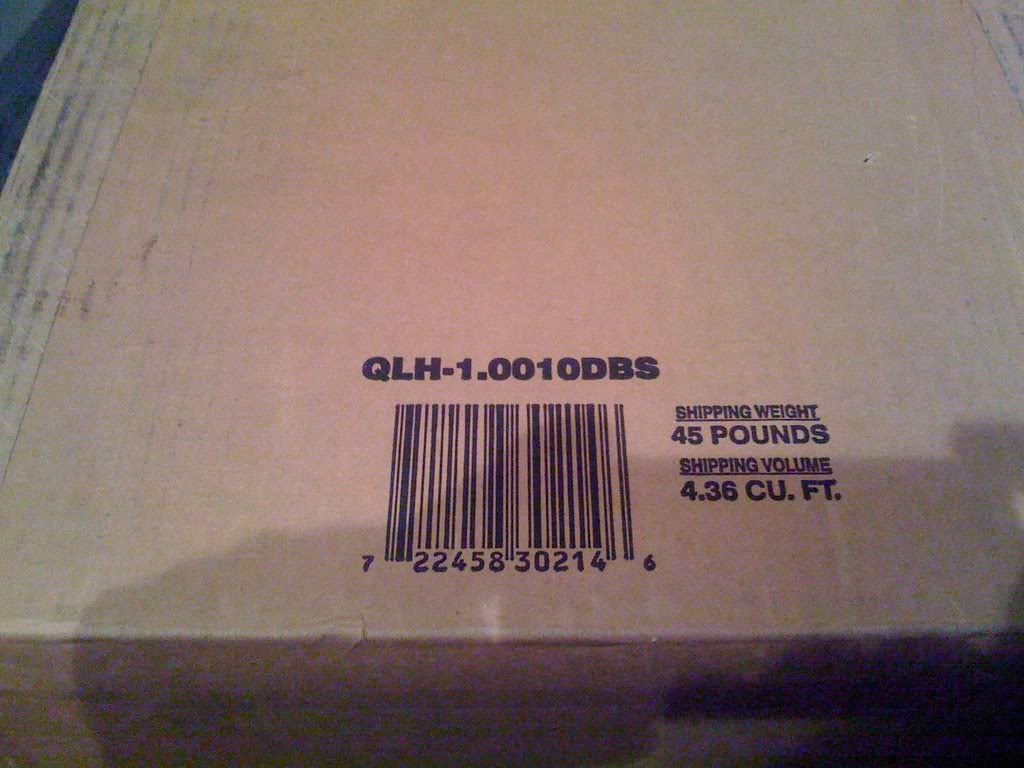 QLH-1.0010DBS
SHIPPING WEIGHT
45 POUNDS
SHIPPING VOLUME
4.36 CU. FT.
7 22458 30214 6